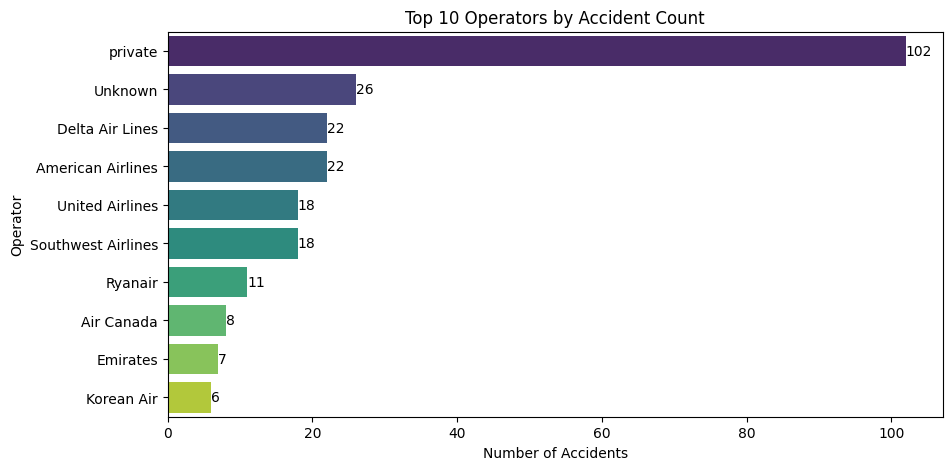 Top 10 Operators by Accident Count
Operator
private 102
Unknown 26
Delta Air Lines 22
American Airlines 22
United Airlines 18
Southwest Airlines 18
Ryanair 11
Air Canada 8
Emirates 7
Korean Air 6
0 20 40 60 80 100
Number of Accidents